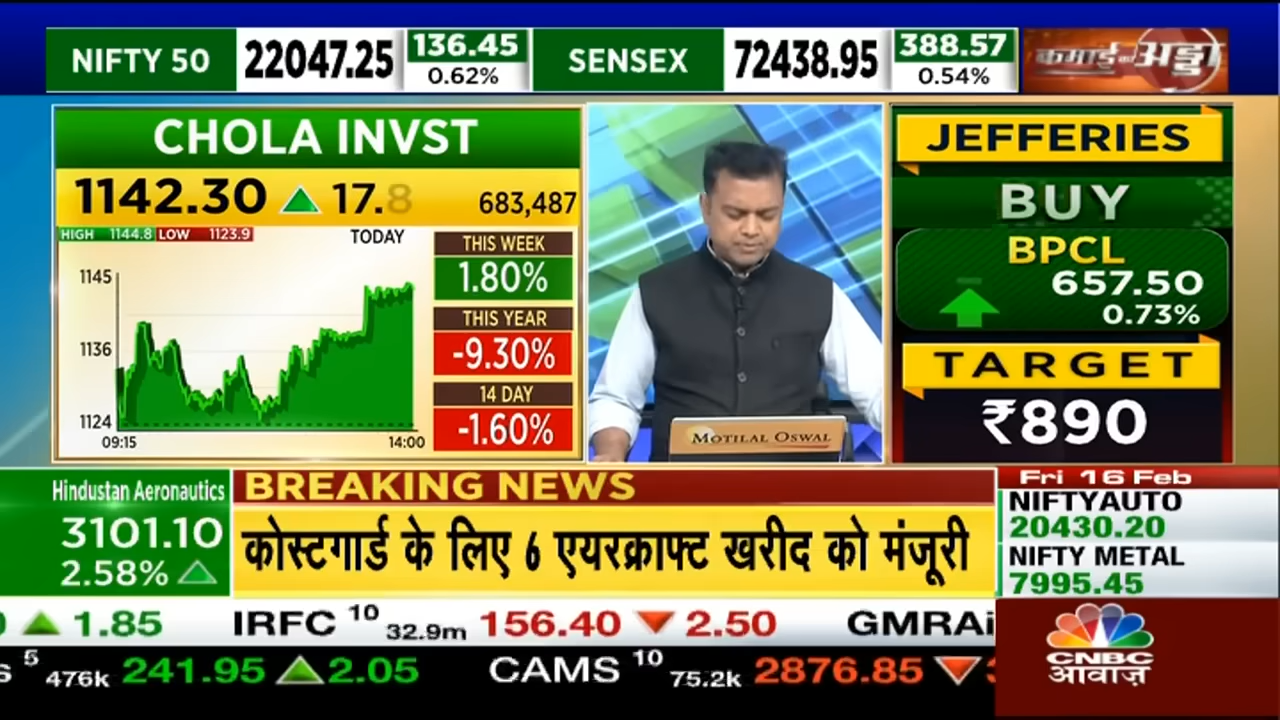 NIFTY 50 22047.25 136.45 0.62% SENSEX 72438.95 388.57 0.54% कमाई का अड्डा
CHOLA INVST
1142.30 17.8 683,487
HIGH 1144.8 LOW 1123.9 TODAY
1145
1136
1124
09:15 14:00
THIS WEEK
1.80%
THIS YEAR
-9.30%
14 DAY
-1.60%
MOTILAL OSWAL
JEFFERIES
BUY
BPCL
657.50
0.73%
TARGET
₹890
Hindustan Aeronautics
3101.10
2.58%
BREAKING NEWS
कोस्टगार्ड के लिए 6 एयरक्राफ्ट खरीद को मंजूरी
Fri 16 Feb
NIFTYAUTO
20430.20
NIFTY METAL
7995.45
1.85 IRFC 10 32.9m 156.40 2.50 GMRAi
S 5 476k 241.95 2.05 CAMS 10 75.2k 2876.85
CNBC
आवाज़